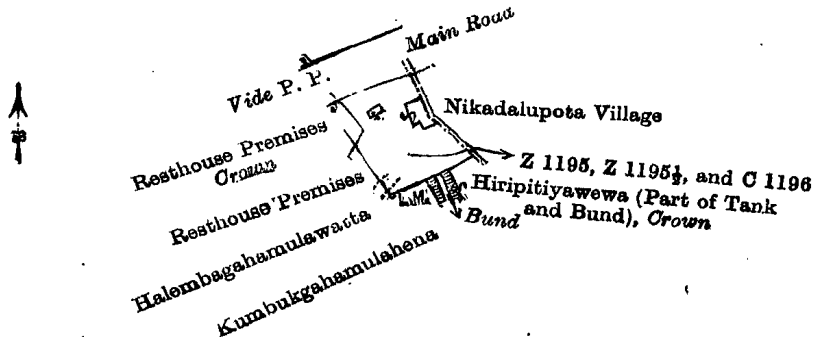 Main Road
Vide P. P.
Nikadalupota Village
Resthouse Premises
Crown
Z 1195, Z 1195½, and C 1196
Resthouse Premises
Hiripitiyawewa (Part of Tank
and Bund), Crown
Bund
Halembagahamulawatta
Kumbukgahamulahena